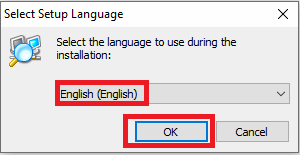 Select Setup Language
Select the language to use during the
installation:
English (English)
OK
Cancel